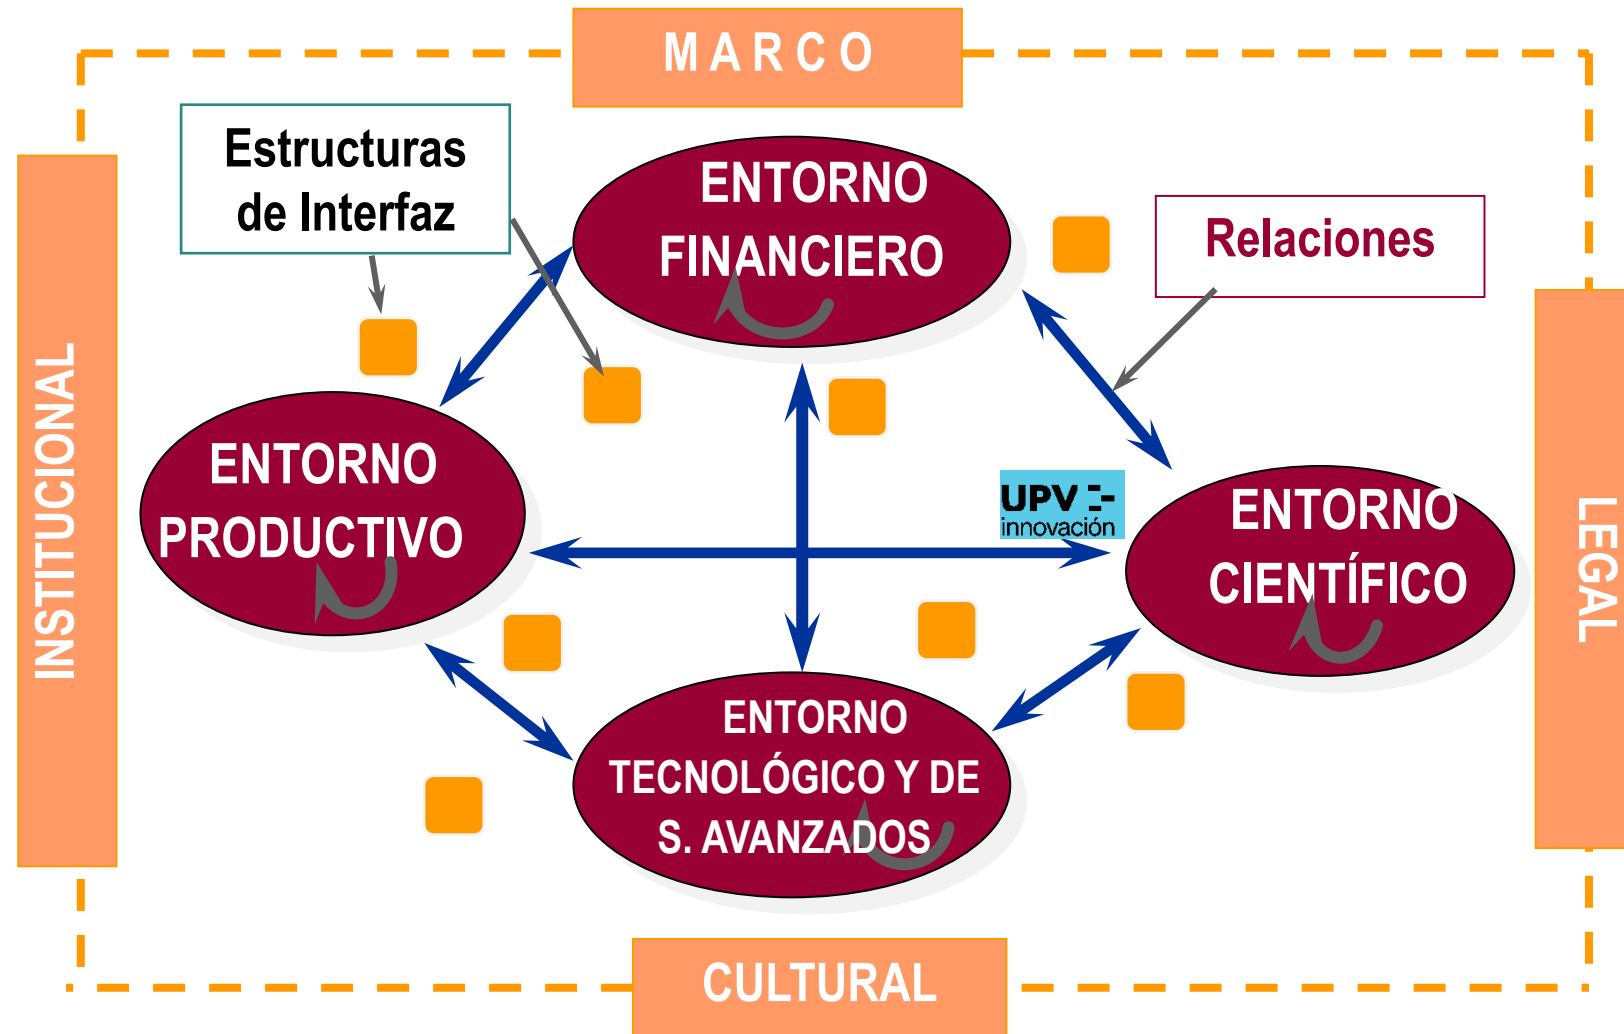 M A R C O
Estructuras
de Interfaz
ENTORNO
FINANCIERO
Relaciones
INSTITUCIONAL
ENTORNO
PRODUCTIVO
UPV
innovación
ENTORNO
CIENTÍFICO
LEGAL
ENTORNO
TECNOLÓGICO Y DE
S. AVANZADOS
CULTURAL